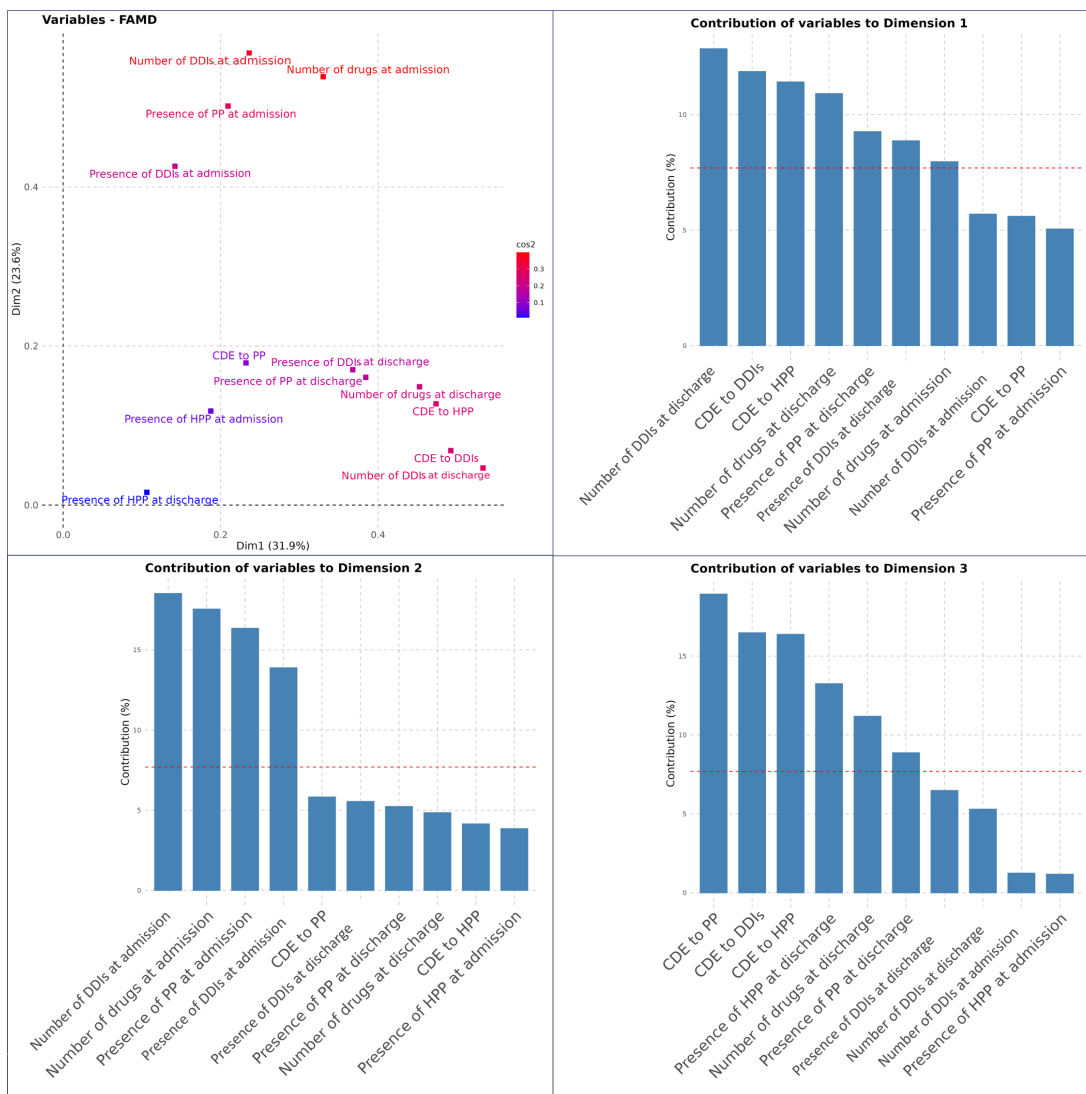 Variables - FAMD
Number of DDIs at admission
Number of drugs at admission
Presence of PP at admission
Presence of DDIs at admission
0.4
Dim2 (23.6%)
cos2
0.3
0.2
0.1
0.2
CDE to PP
Presence of DDIs at discharge
Presence of PP at discharge
Number of drugs at discharge
CDE to HPP
Presence of HPP at admission
CDE to DDIs
Number of DDIs at discharge
Presence of HPP at discharge
0.0
0.0
0.2
0.4
Dim1 (31.9%)
Contribution of variables to Dimension 1
Contribution (%)
10
5
0
Number of DDIs at discharge
CDE to DDIs
CDE to HPP
Number of drugs at discharge
Presence of PP at discharge
Presence of DDIs at discharge
Number of drugs at admission
Number of DDIs at admission
CDE to PP
Presence of PP at admission
Contribution of variables to Dimension 2
Contribution (%)
15
10
5
0
Number of DDIs at admission
Number of drugs at admission
Presence of PP at admission
Presence of DDIs at admission
CDE to PP
Presence of DDIs at discharge
Presence of PP at discharge
Number of drugs at discharge
CDE to HPP
Presence of HPP at admission
Contribution of variables to Dimension 3
Contribution (%)
15
10
5
0
CDE to PP
CDE to DDIs
CDE to HPP
Presence of HPP at discharge
Number of drugs at discharge
Presence of PP at discharge
Presence of DDIs at discharge
Number of DDIs at discharge
Number of DDIs at admission
Presence of HPP at admission